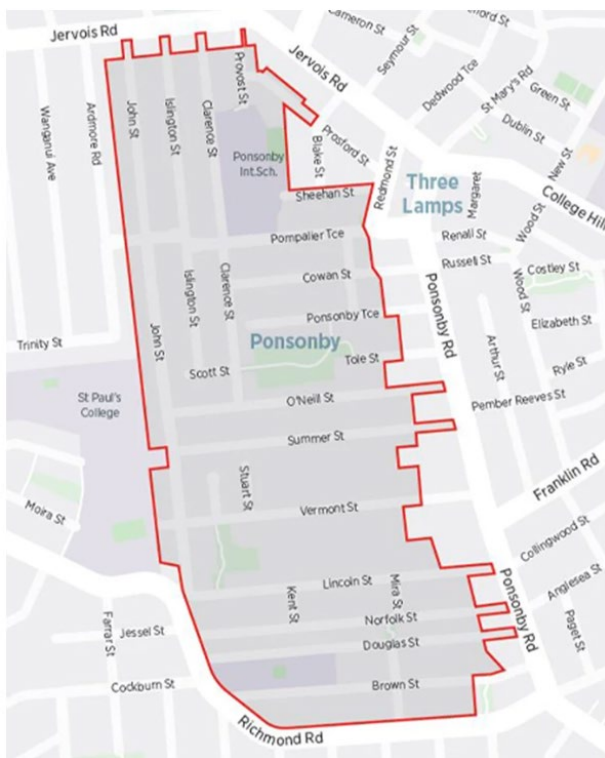 Jervois Rd
Cameron St
Seymour St
Dedwood Tce
St Mary's Rd
Green St
Dublin St
New St
Jervois Rd
Provost St
Wanganui Ave
Ardmore Rd
John St
Islington St
Clarence St
Ponsonby
Int.Sch.
Blake St
Prosford St
Redmond St
Three
Lamps
Margaret
College Hill
Sheehan St
Pompalier Tce
Renall St
Wood St
Russell St
Costley St
Islington St
Clarence St
Cowan St
Ponsonby Rd
Wood St
Ponsonby Tce
Elizabeth St
John St
Trinity St
Ponsonby
Tole St
Arthur St
Ryle St
Scott St
St Paul's
College
O'Neill St
Pember Reeves St
Summer St
Franklin Rd
Stuart St
Moira St
Vermont St
Collingwood St
Lincoln St
Anglesea St
Kent St
Mira St
Ponsonby Rd
Paget St
Farrar St
Jessel St
Norfolk St
Douglas St
Cockburn St
Brown St
Richmond Rd